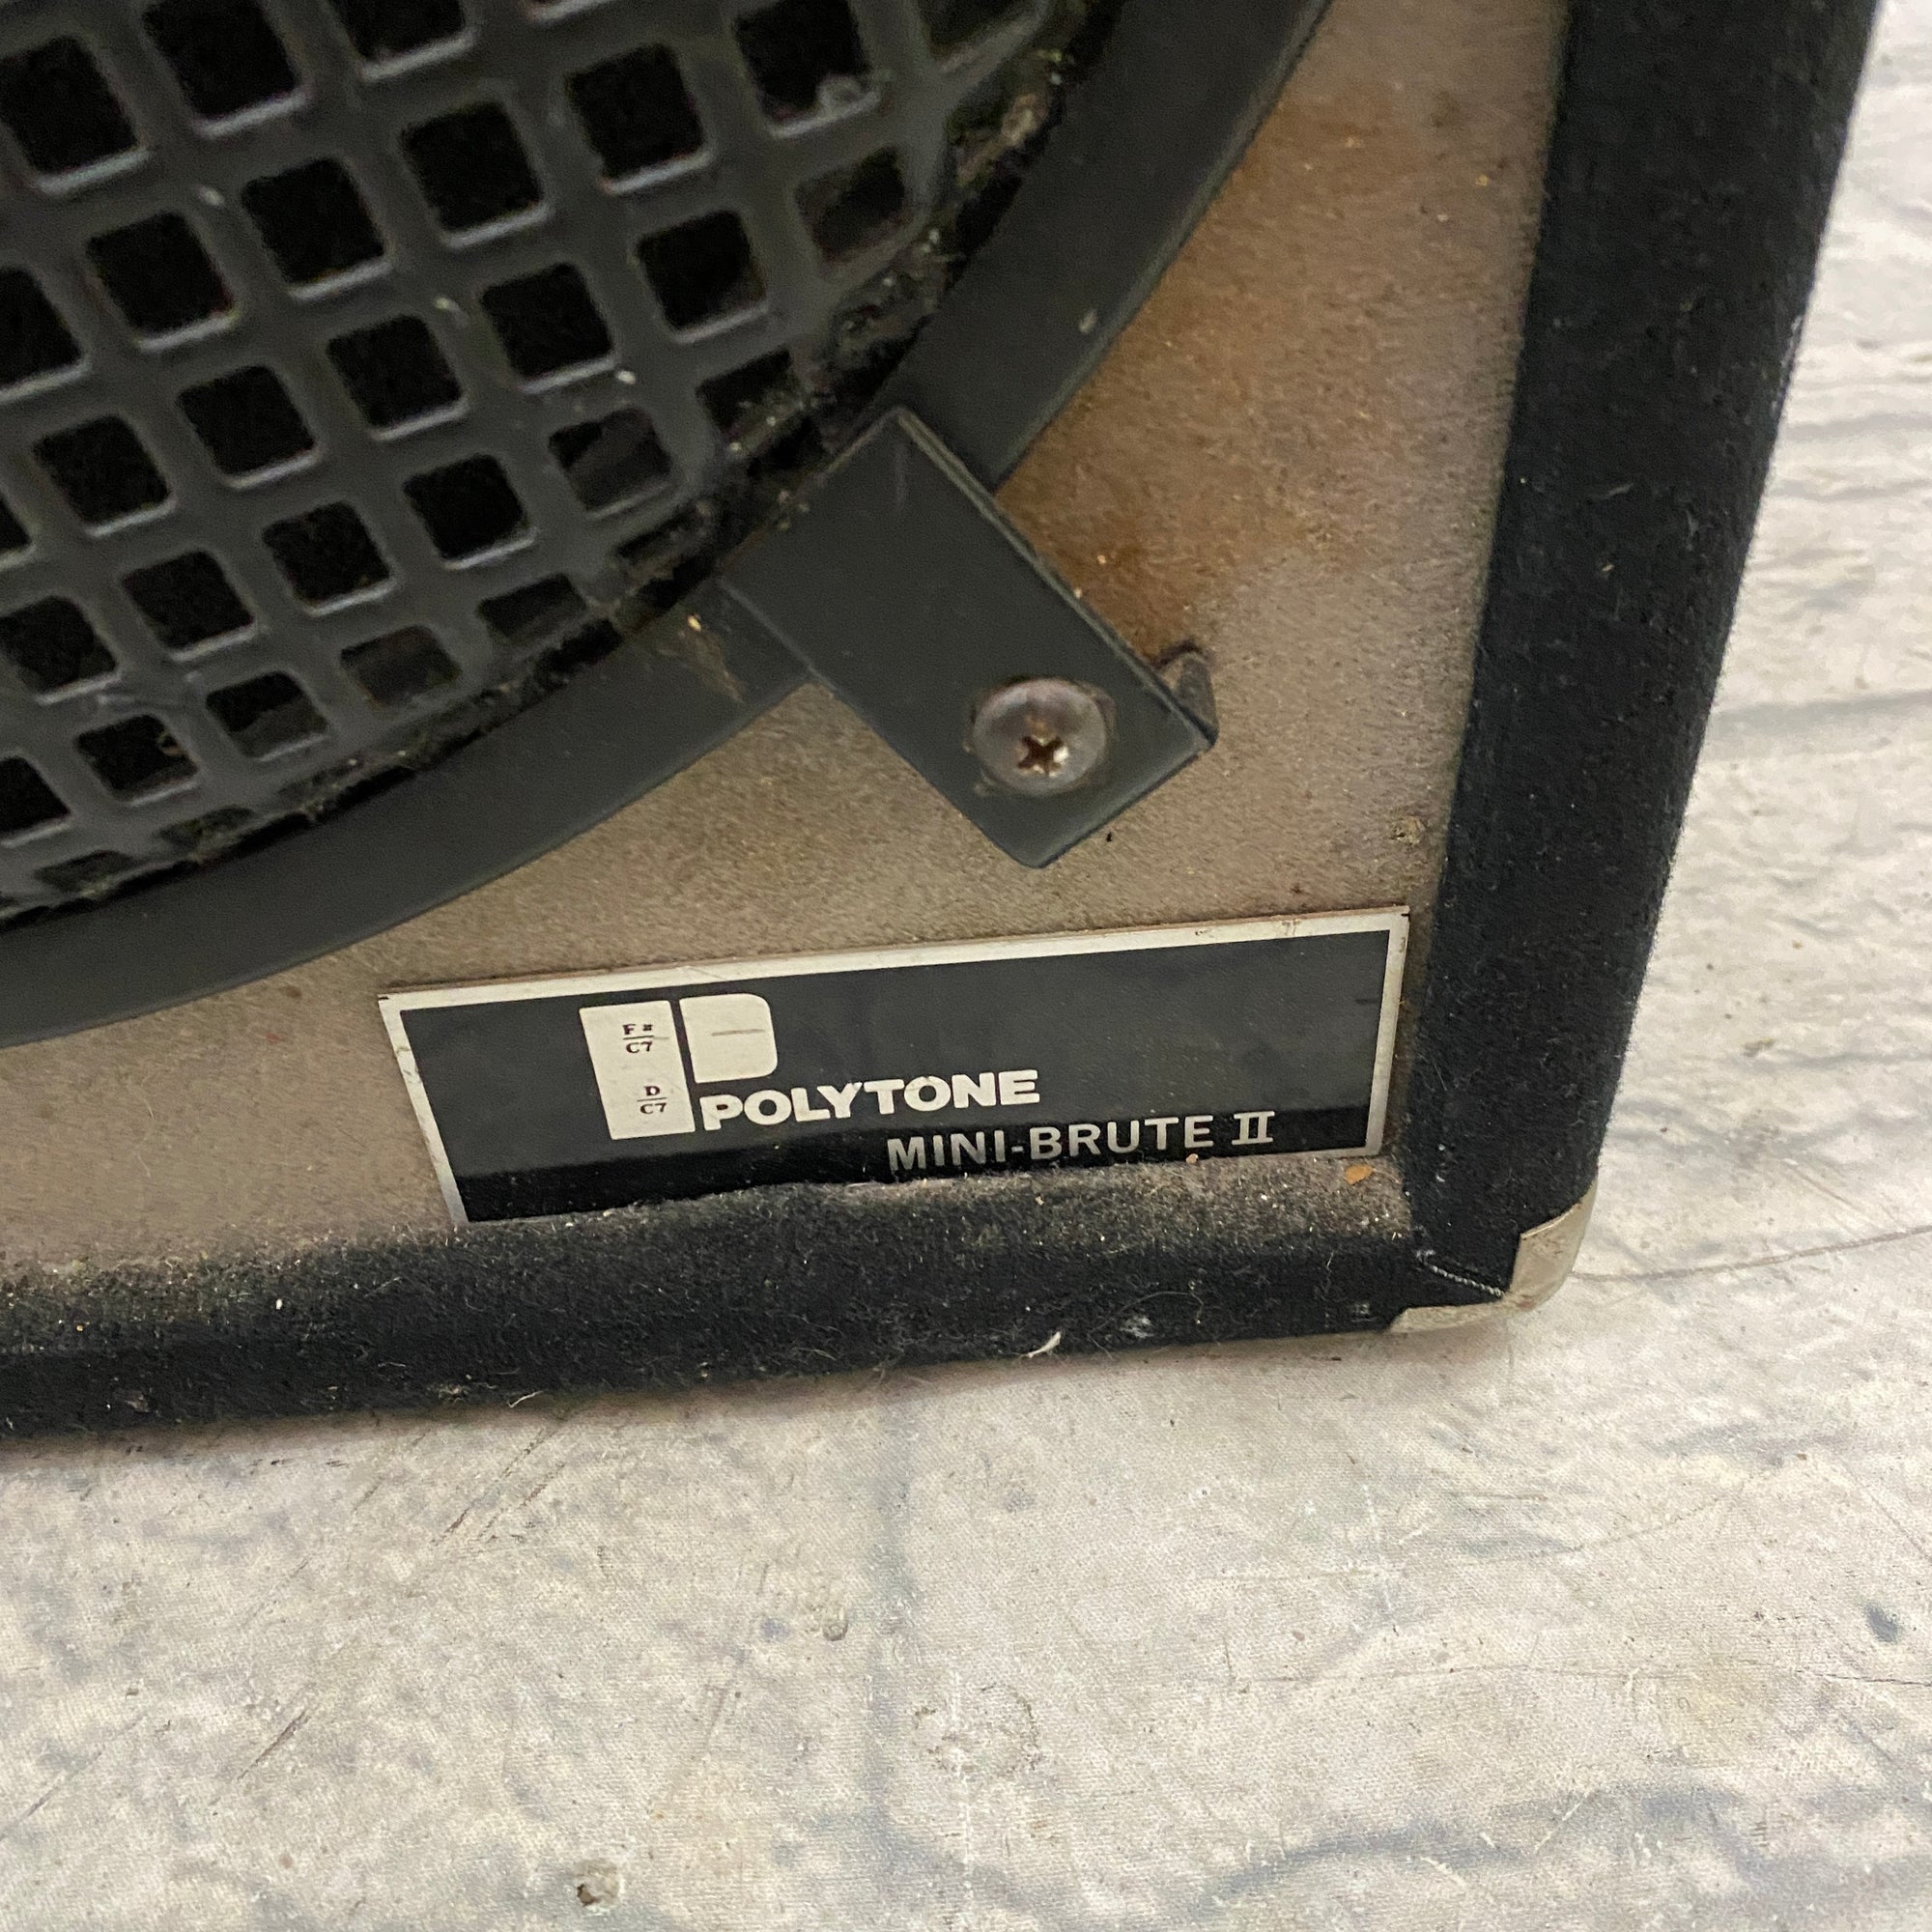 F#
C7
D
C7
POLYTONE
MINI-BRUTE II